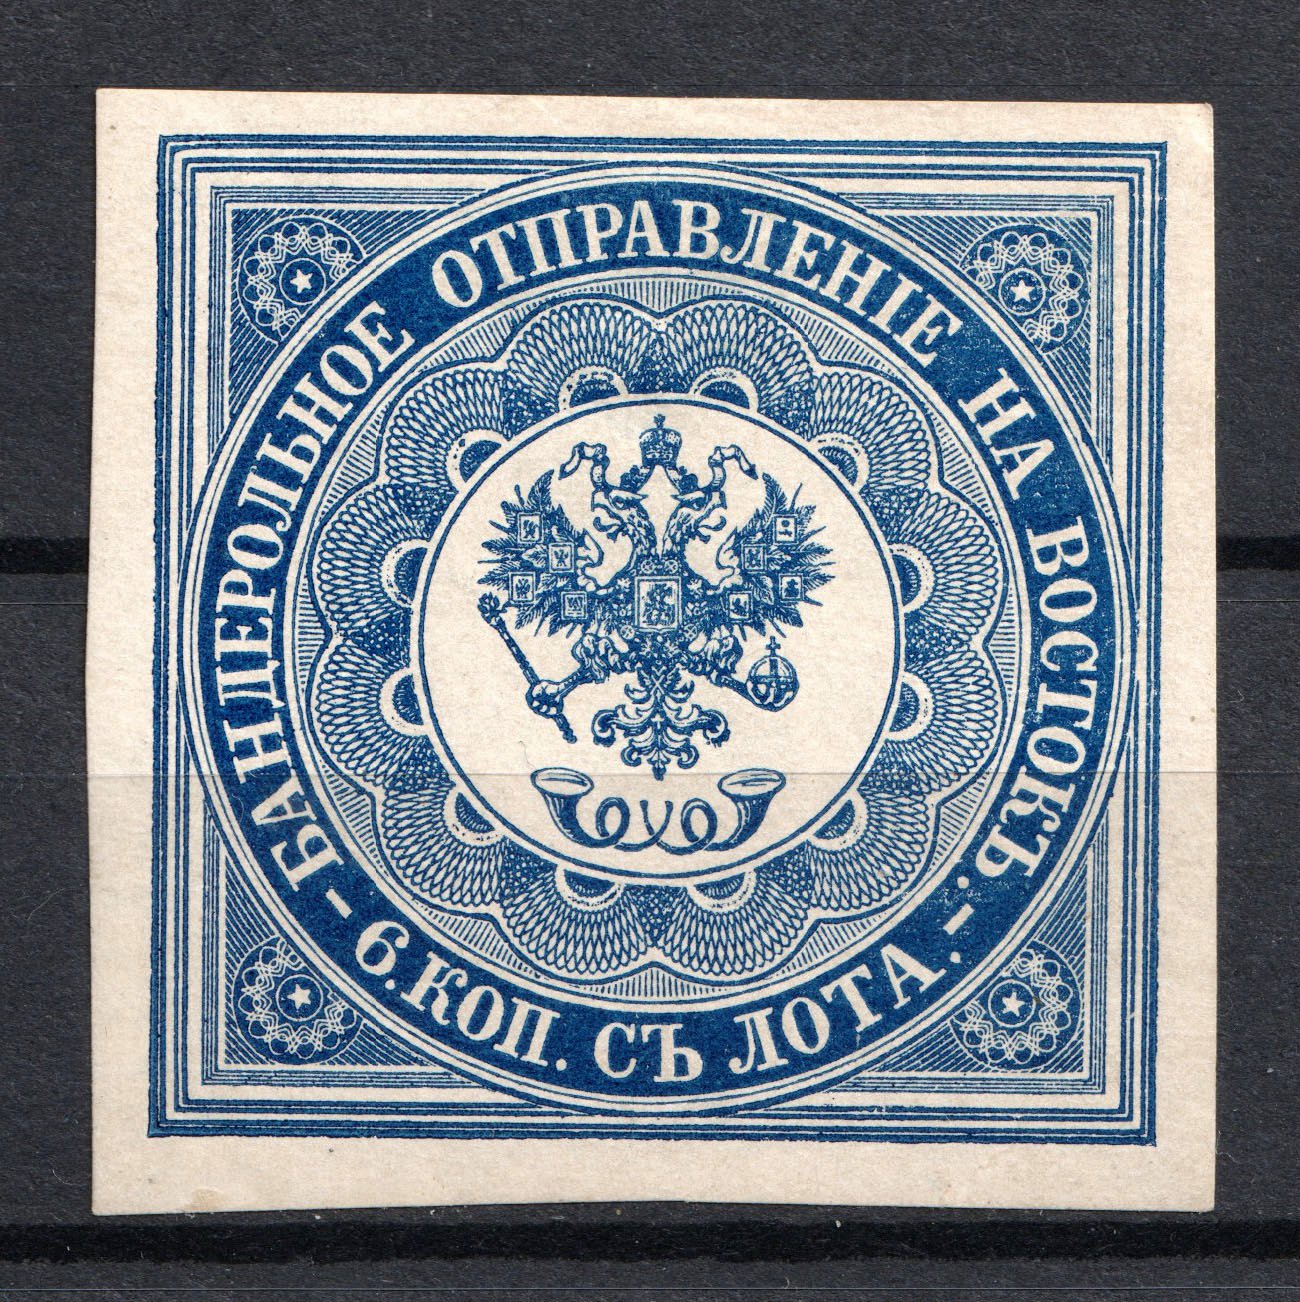 БАНДЕРОЛЬНОЕ ОТПРАВЛЕНІЕ НА ВОСТОКЪ.
6. КОП. СЪ ЛОТА.